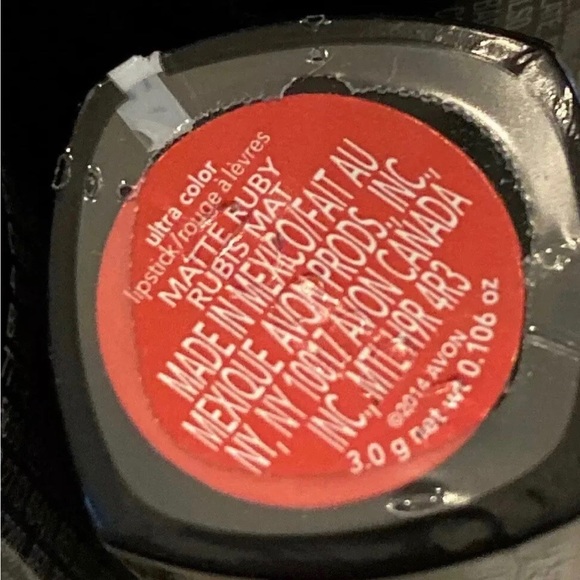 ultra color
lipstick/rouge à lèvres
MATTE RUBY
RUBIS MAT
MADE IN MEXICO/FAIT AU
MEXIQUE AVON PRODS., INC.,
NY, NY 10017 AVON CANADA
INC., MTL H9R 4R3
©2014 AVON
3.0 g net wt 0.106 oz